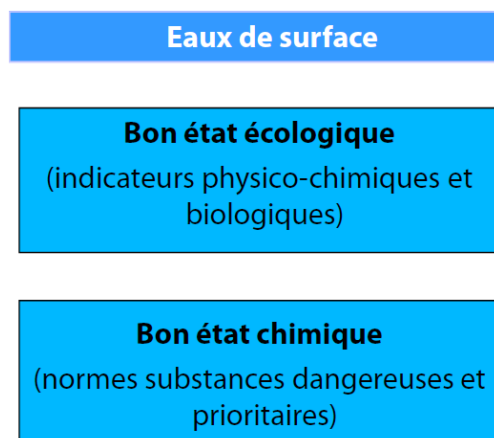 Eaux de surface
Bon état écologique
(indicateurs physico-chimiques et
biologiques)
Bon état chimique
(normes substances dangereuses et
prioritaires)